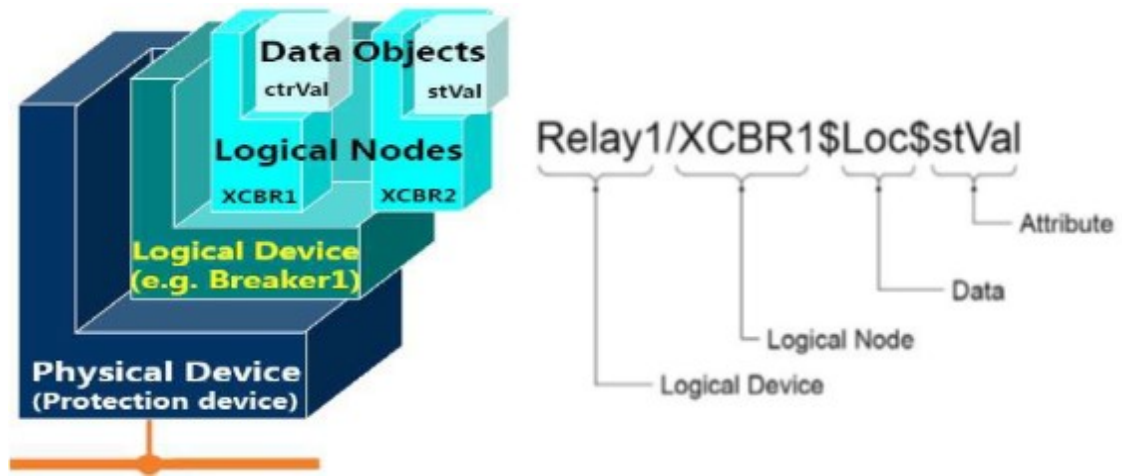 Data Objects
ctrVal
stVal
Logical Nodes
XCBR1
XCBR2
Logical Device
(e.g. Breaker1)
Physical Device
(Protection device)
Relay1/XCBR1$Loc$stVal
Attribute
Data
Logical Node
Logical Device